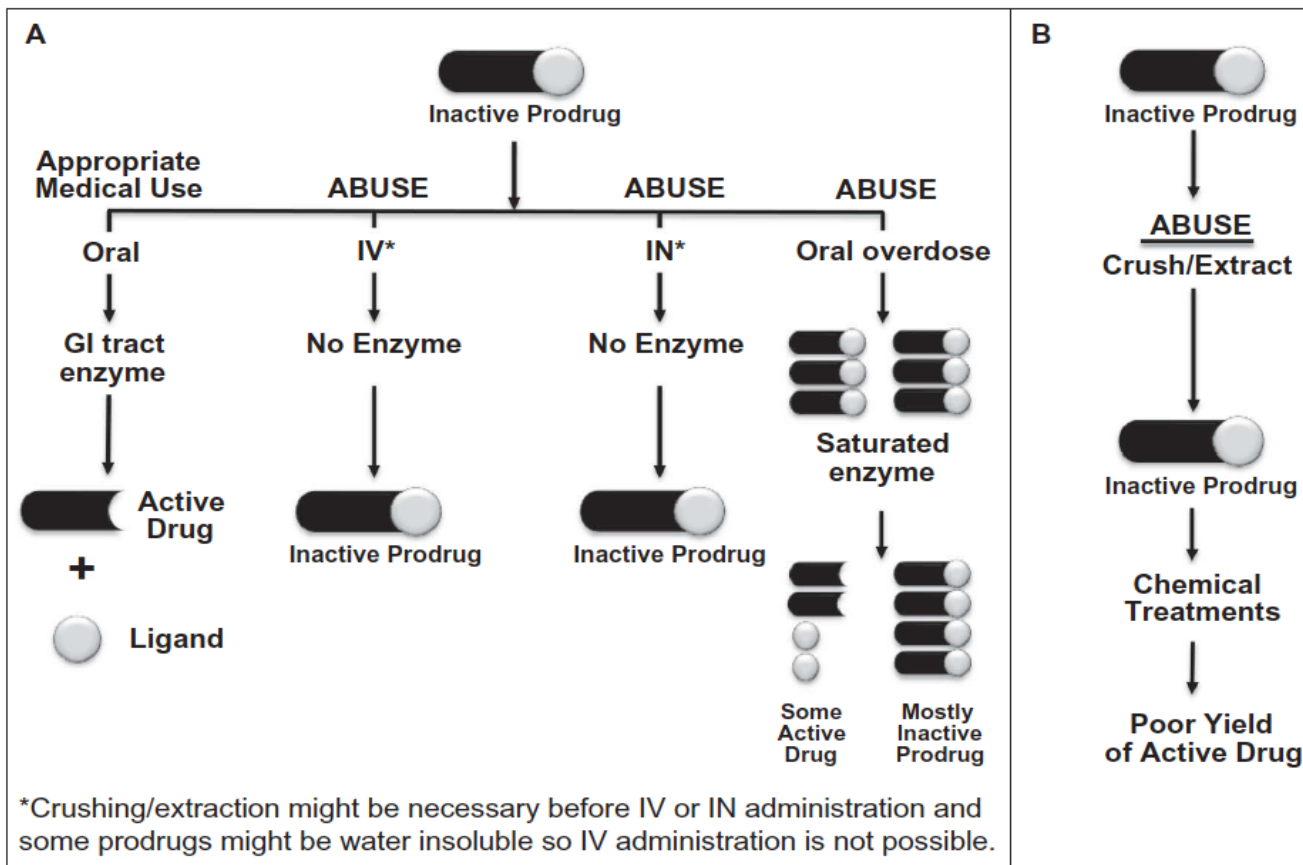 A
Inactive Prodrug
Appropriate
Medical Use
ABUSE
ABUSE
ABUSE
Oral
IV*
IN*
Oral overdose
GI tract
enzyme
No Enzyme
No Enzyme
Saturated
enzyme
Active
Drug
+
Ligand
Inactive Prodrug
Inactive Prodrug
Some
Active
Drug
Mostly
Inactive
Prodrug
*Crushing/extraction might be necessary before IV or IN administration and
some prodrugs might be water insoluble so IV administration is not possible.
B
Inactive Prodrug
ABUSE
Crush/Extract
Inactive Prodrug
Chemical
Treatments
Poor Yield
of Active Drug